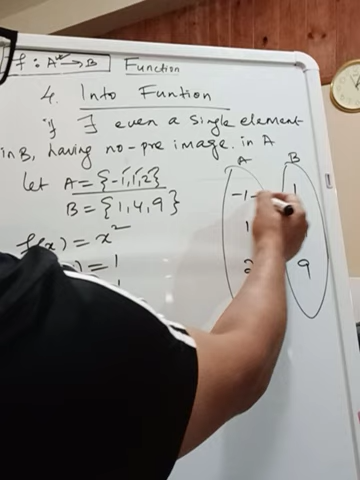 f : A → B Function
4. Into Funtion
if ∃ even a single element
in B, having no-pre image. in A
let A = {-1,1,2}
B = {1,4,9}
f(x) = x²
) = 1
A B
-1 1
1
2 9